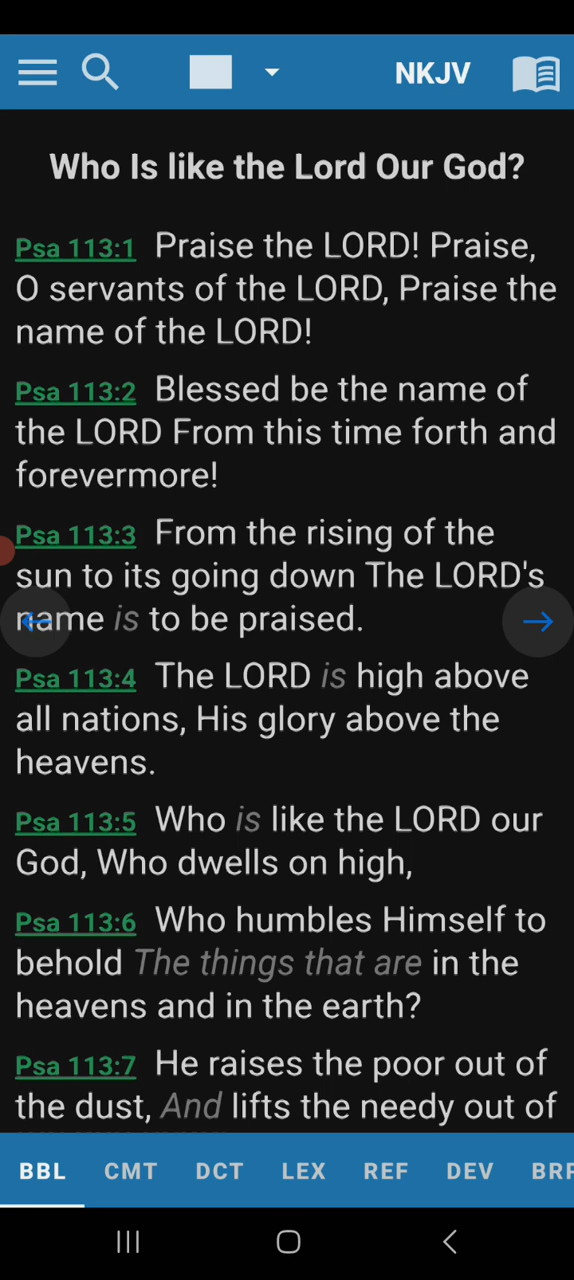 NKJV
Who Is like the Lord Our God?
Psa 113:1 Praise the LORD! Praise,
O servants of the LORD, Praise the
name of the LORD!
Psa 113:2 Blessed be the name of
the LORD From this time forth and
forevermore!
Psa 113:3 From the rising of the
sun to its going down The LORD's
name is to be praised.
Psa 113:4 The LORD is high above
all nations, His glory above the
heavens.
Psa 113:5 Who is like the LORD our
God, Who dwells on high,
Psa 113:6 Who humbles Himself to
behold The things that are in the
heavens and in the earth?
Psa 113:7 He raises the poor out of
the dust, And lifts the needy out of
BBL CMT DCT LEX REF DEV BRP